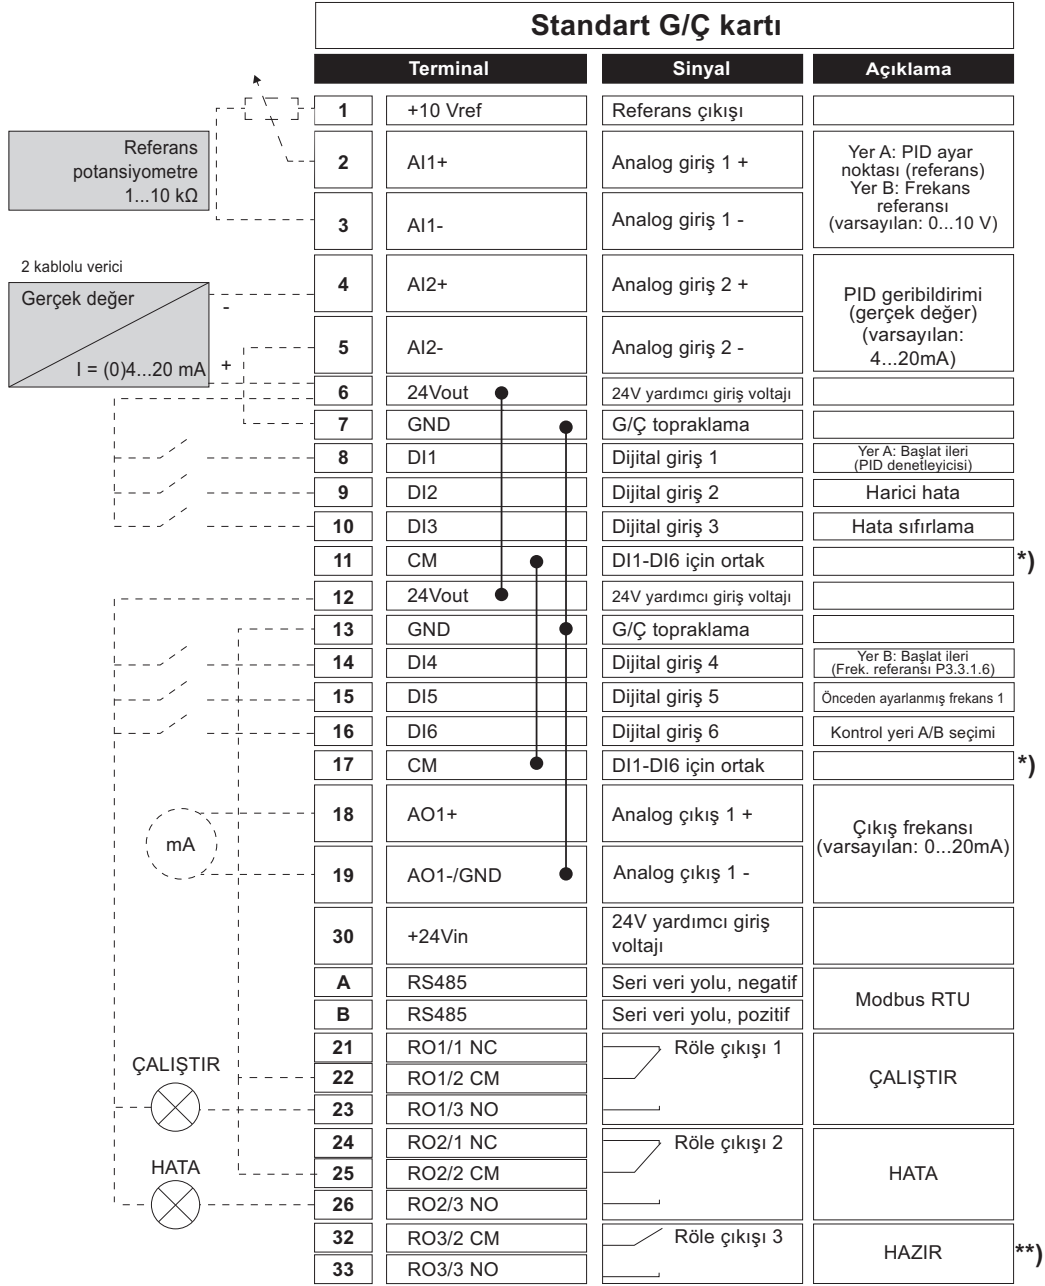 Standart G/Ç kartı
Terminal Sinyal Açıklama
1 +10 Vref Referans çıkışı
Referans
potansiyometre
1...10 kΩ
2 AI1+ Analog giriş 1 +
3 AI1- Analog giriş 1 -
Yer A: PID ayar
noktası (referans)
Yer B: Frekans
referansı
(varsayılan: 0...10 V)
2 kablolu verici
Gerçek değer
-
I = (0)4...20 mA
+
4 AI2+ Analog giriş 2 +
5 AI2- Analog giriş 2 -
PID geribildirimi
(gerçek değer)
(varsayılan:
4...20mA)
6 24Vout 24V yardımcı giriş voltajı
7 GND G/Ç topraklama
8 DI1 Dijital giriş 1 Yer A: Başlat ileri
(PID denetleyicisi)
9 DI2 Dijital giriş 2 Harici hata
10 DI3 Dijital giriş 3 Hata sıfırlama
11 CM DI1-DI6 için ortak *)
12 24Vout 24V yardımcı giriş voltajı
13 GND G/Ç topraklama
14 DI4 Dijital giriş 4 Yer B: Başlat ileri
(Frek. referansı P3.3.1.6)
15 DI5 Dijital giriş 5 Önceden ayarlanmış frekans 1
16 DI6 Dijital giriş 6 Kontrol yeri A/B seçimi
17 CM DI1-DI6 için ortak *)
mA
18 AO1+ Analog çıkış 1 +
19 AO1-/GND Analog çıkış 1 -
Çıkış frekansı
(varsayılan: 0...20mA)
30 +24Vin 24V yardımcı giriş
voltajı
A RS485 Seri veri yolu, negatif
B RS485 Seri veri yolu, pozitif
Modbus RTU
21 RO1/1 NC Röle çıkışı 1
ÇALIŞTIR
22 RO1/2 CM ÇALIŞTIR
23 RO1/3 NO
24 RO2/1 NC Röle çıkışı 2
HATA
25 RO2/2 CM HATA
26 RO2/3 NO
32 RO3/2 CM Röle çıkışı 3
33 RO3/3 NO
HAZIR **)